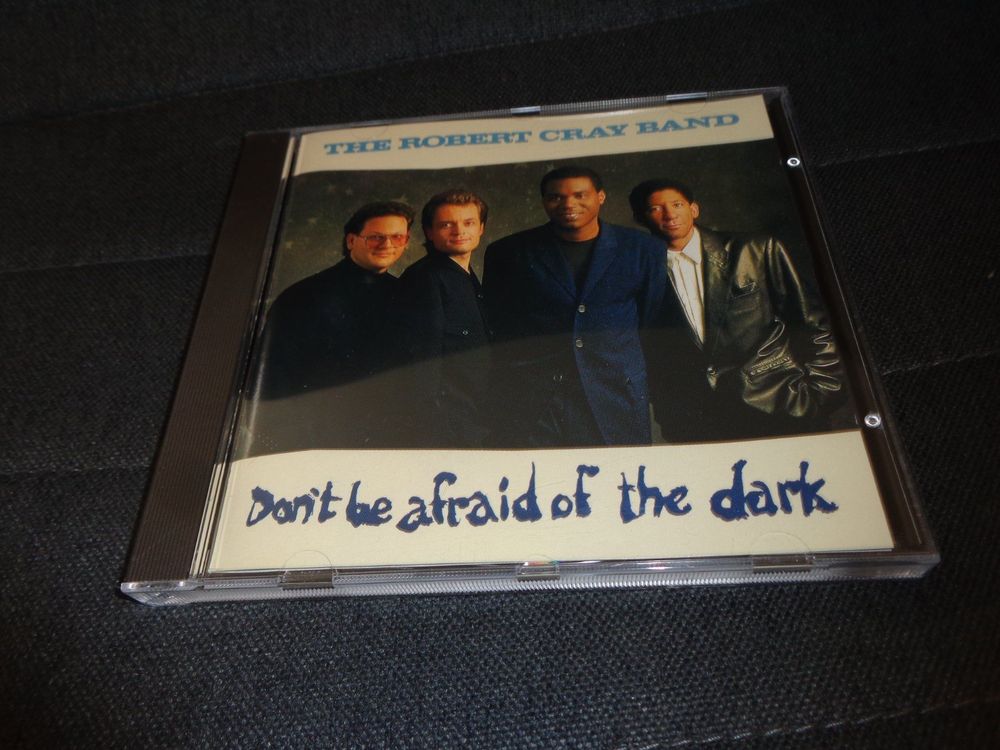 THE ROBERT CRAY BAND
Don't be afraid of the dark